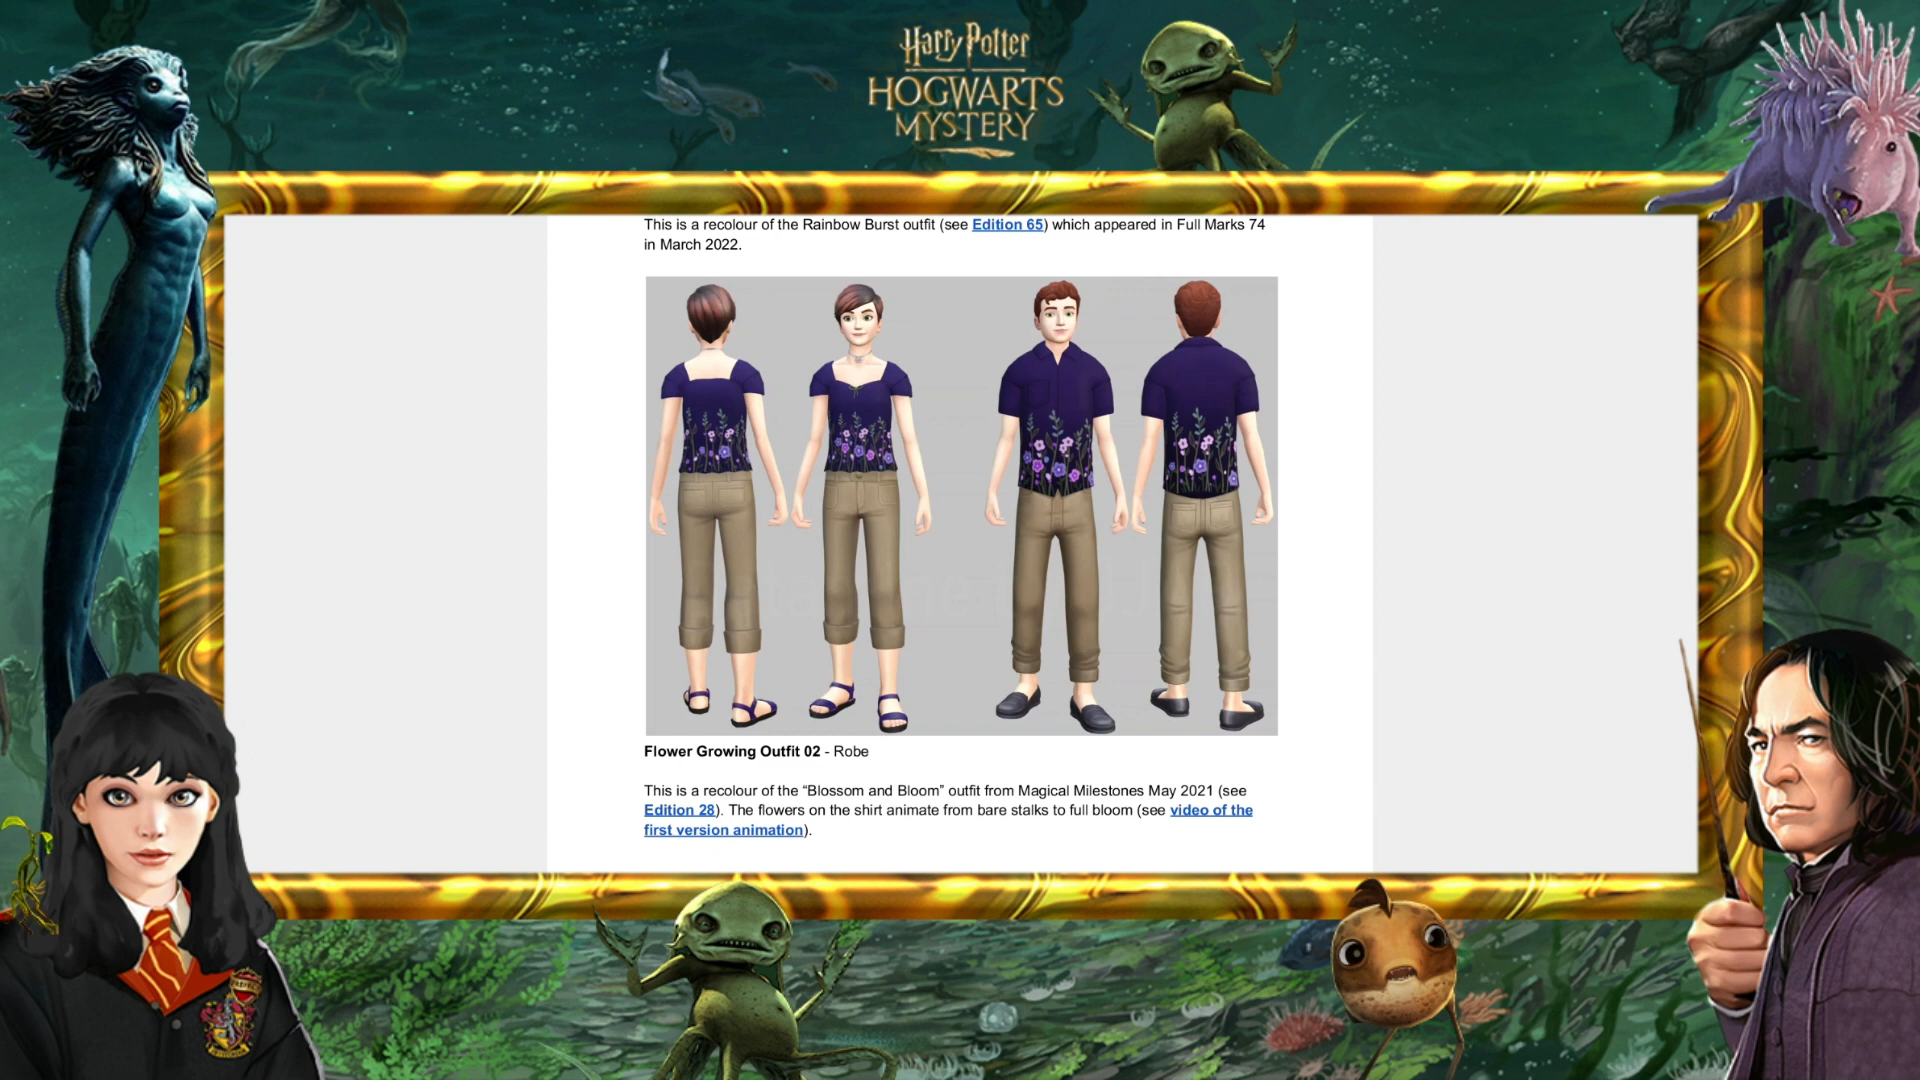 Harry Potter
HOGWARTS
MYSTERY
This is a recolour of the Rainbow Burst outfit (see Edition 65) which appeared in Full Marks 74
in March 2022.
Flower Growing Outfit 02 - Robe
This is a recolour of the “Blossom and Bloom” outfit from Magical Milestones May 2021 (see
Edition 28). The flowers on the shirt animate from bare stalks to full bloom (see video of the
first version animation).
PREFECT